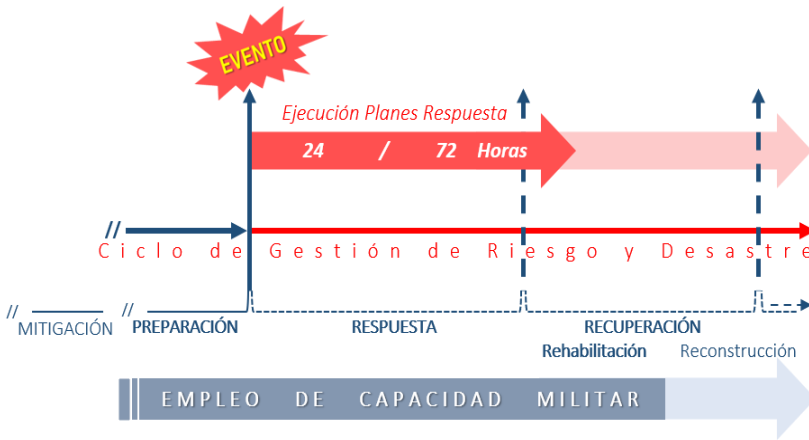 EVENTO
Ejecución Planes Respuesta
24 / 72 Horas
//
Ciclo de Gestión de Riesgo y Desastre
// MITIGACIÓN // PREPARACIÓN RESPUESTA RECUPERACIÓN
Rehabilitación Reconstrucción
EMPLEO DE CAPACIDAD MILITAR